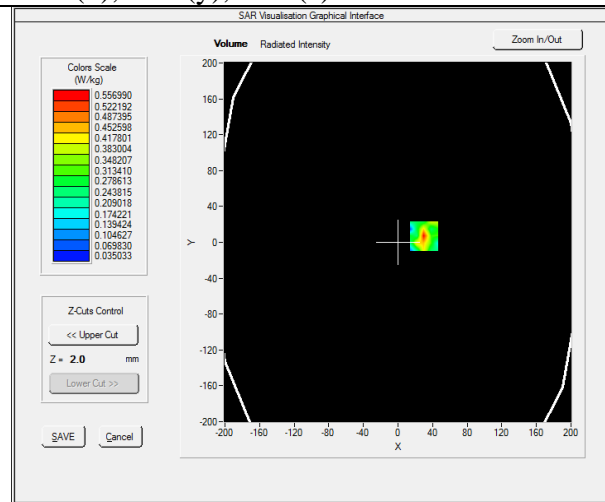 SAR Visualisation Graphical Interface
Volume Radiated Intensity
Zoom In/Out
Colors Scale
(W/kg)
0.556990
0.522192
0.487395
0.452598
0.417801
0.383004
0.348207
0.313410
0.278613
0.243815
0.209018
0.174221
0.139424
0.104627
0.069830
0.035033
Z-Cuts Control
<< Upper Cut
Z = 2.0 mm
Lower Cut >>
SAVE Cancel
200
160
120
80
40
0
-40
-80
-120
-160
-200
Y
-200 -160 -120 -80 -40 0 40 80 120 160 200
X